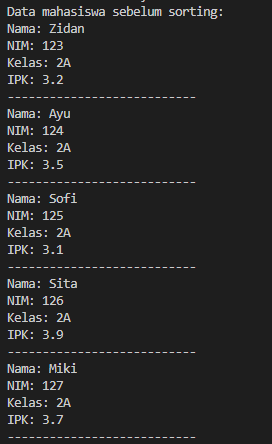 Data mahasiswa sebelum sorting:
Nama: Zidan
NIM: 123
Kelas: 2A
IPK: 3.2
---------------------------
Nama: Ayu
NIM: 124
Kelas: 2A
IPK: 3.5
---------------------------
Nama: Sofi
NIM: 125
Kelas: 2A
IPK: 3.1
---------------------------
Nama: Sita
NIM: 126
Kelas: 2A
IPK: 3.9
---------------------------
Nama: Miki
NIM: 127
Kelas: 2A
IPK: 3.7
---------------------------